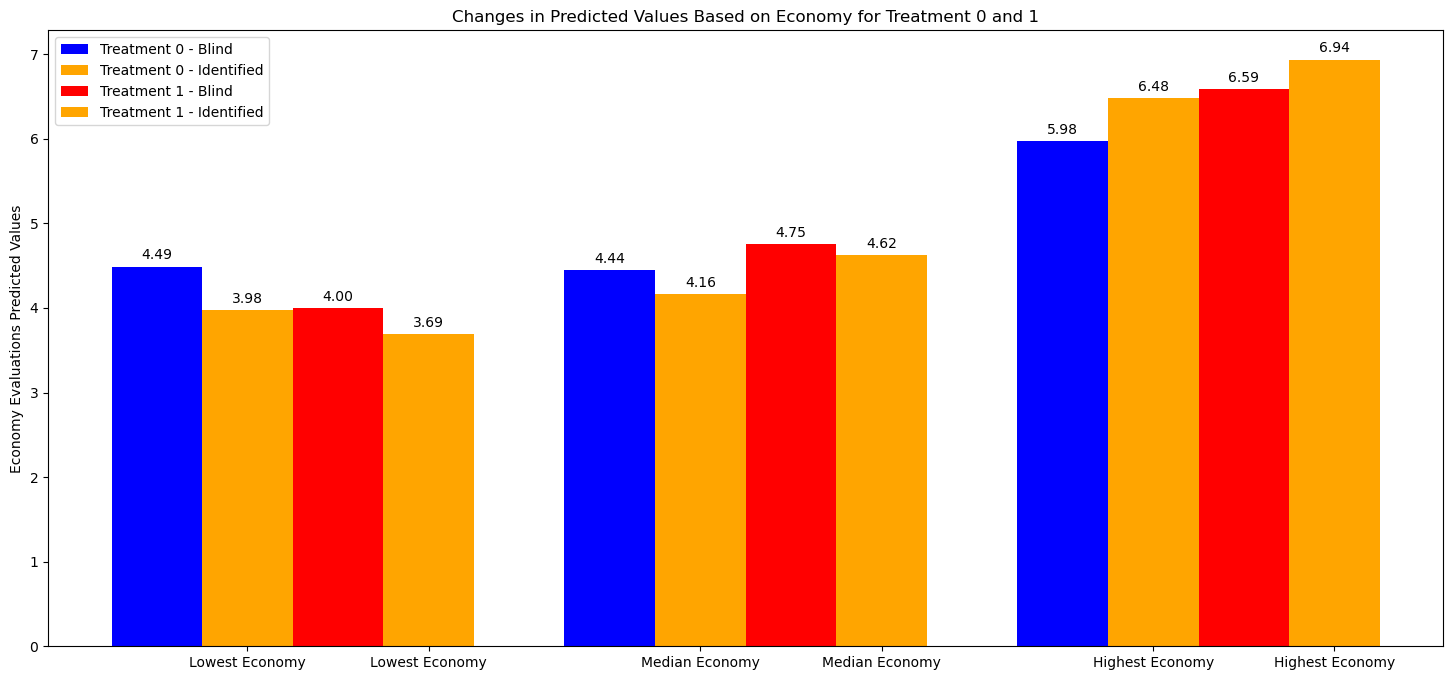 Changes in Predicted Values Based on Economy for Treatment 0 and 1
Treatment 0 - Blind
Treatment 0 - Identified
Treatment 1 - Blind
Treatment 1 - Identified
Economy Evaluations Predicted Values
7
6
5
4
3
2
1
0
4.49
3.98
4.00
3.69
4.44
4.16
4.75
4.62
5.98
6.48
6.59
6.94
Lowest Economy
Lowest Economy
Median Economy
Median Economy
Highest Economy
Highest Economy